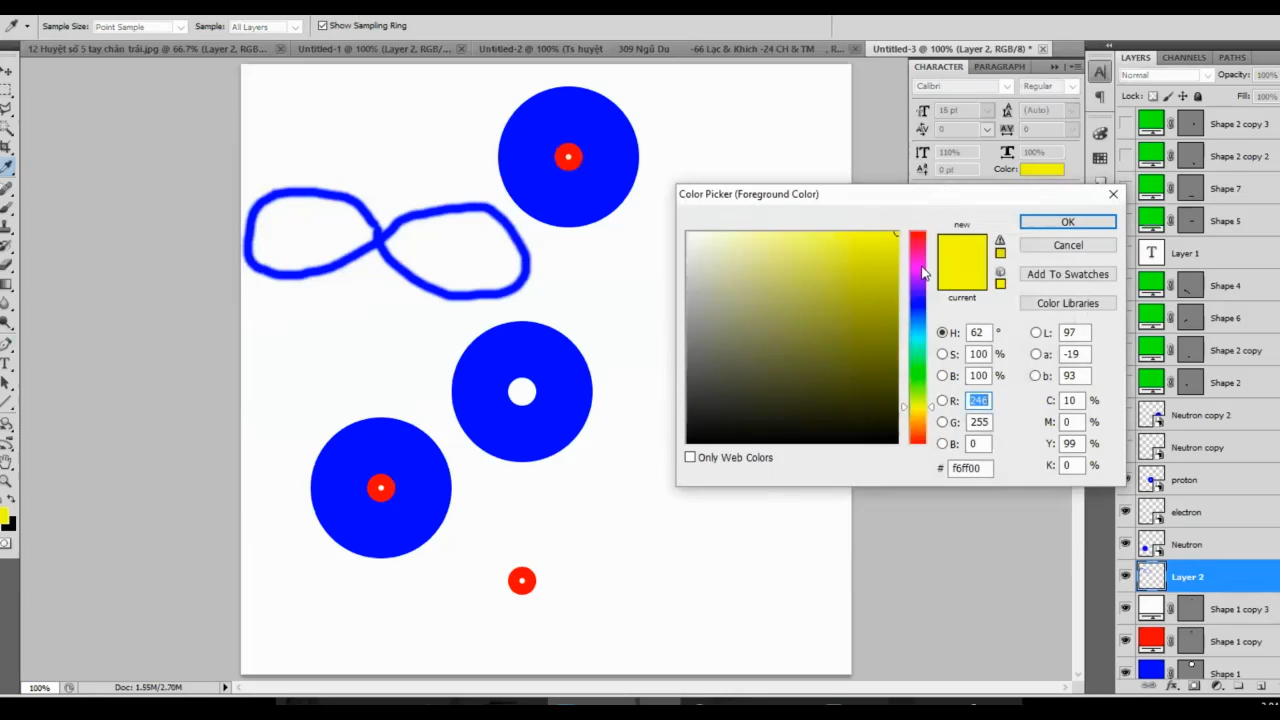 Sample Size: Point Sample Sample: All Layers Show Sampling Ring
12 Huyệt số 5 tay chân trái.jpg @ 66.7% (Layer 2, RGB... Untitled-1 @ 100% (Layer 2, RGB/... Untitled-2 @ 100% (Ts huyệt 309 Ngũ Du -66 Lạc & Khích -24 CH & TM , R... Untitled-3 @ 100% (Layer 2, RGB/8) *
CHARACTER PARAGRAPH
Calibri Regular
15 pt (Auto)
0 0
110% 100%
0 pt Color:
LAYERS CHANNELS PATHS
Normal Opacity: 100%
Lock: Fill: 100%
Shape 2 copy 3
Shape 2 copy 2
Shape 7
Shape 5
T Layer 1
Shape 4
Shape 6
Shape 2 copy
Shape 2
Neutron copy 2
Neutron copy
proton
electron
Neutron
Layer 2
Shape 1 copy 3
Shape 1 copy
Shape 1
Color Picker (Foreground Color)
new
current
OK
Cancel
Add To Swatches
Color Libraries
H: 62 ° L: 97
S: 100 % a: -19
B: 100 % b: 93
R: 246 C: 10 %
G: 255 M: 0 %
B: 0 Y: 99 %
# f6ff00 K: 0 %
Only Web Colors
100% Doc: 1.55M/2.70M